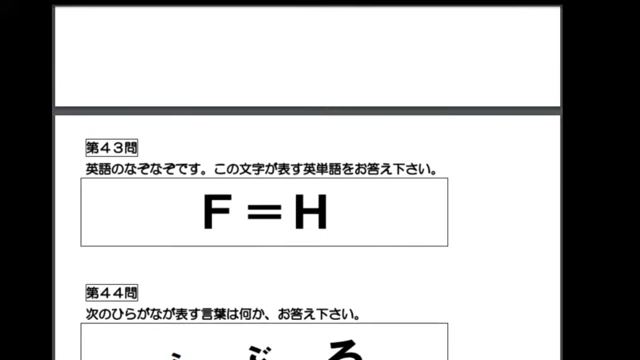 第４３問
英語のなぞなぞです。この文字が表す英単語をお答え下さい。
Ｆ＝Ｈ
第４４問
次のひらがなが表す言葉は何か、お答え下さい。